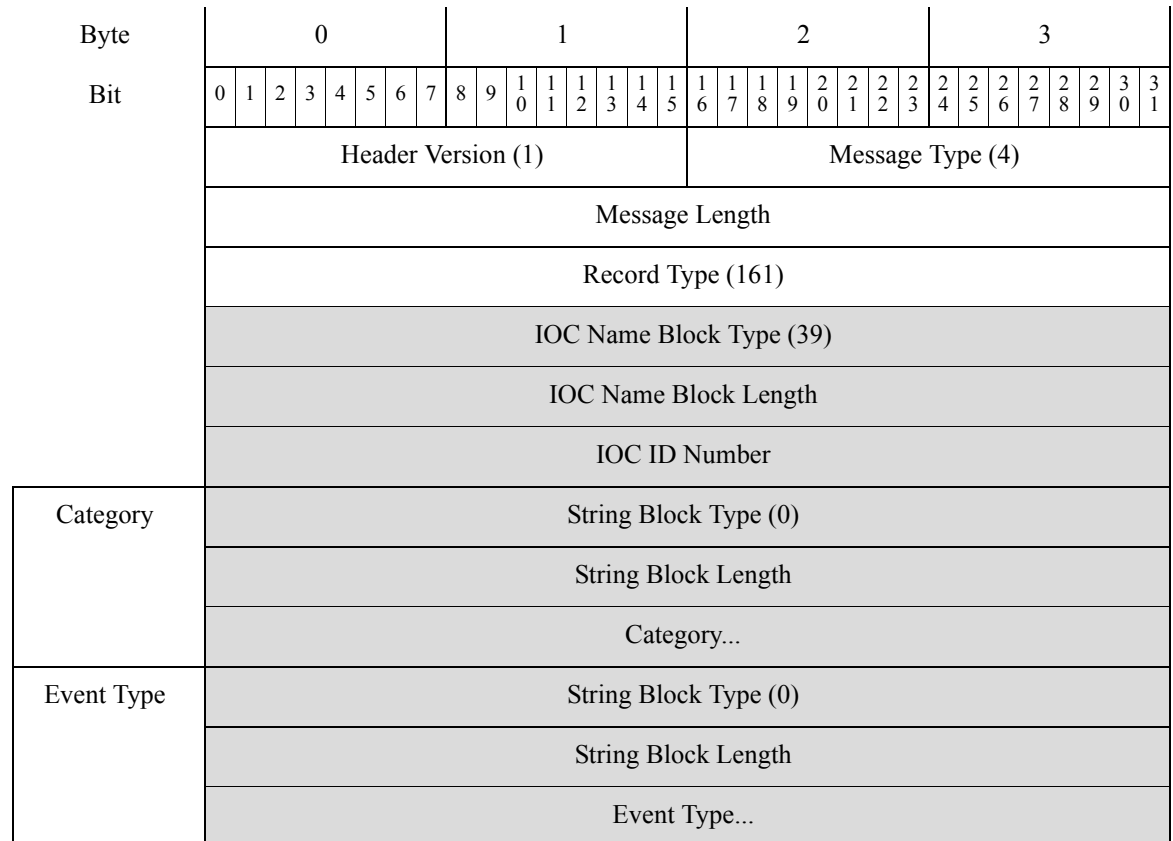 Byte 0 1 2 3
Bit 0 1 2 3 4 5 6 7 8 9 10 11 12 13 14 15 16 17 18 19 20 21 22 23 24 25 26 27 28 29 30 31
Header Version (1) Message Type (4)
Message Length
Record Type (161)
IOC Name Block Type (39)
IOC Name Block Length
IOC ID Number
Category String Block Type (0)
String Block Length
Category...
Event Type String Block Type (0)
String Block Length
Event Type...